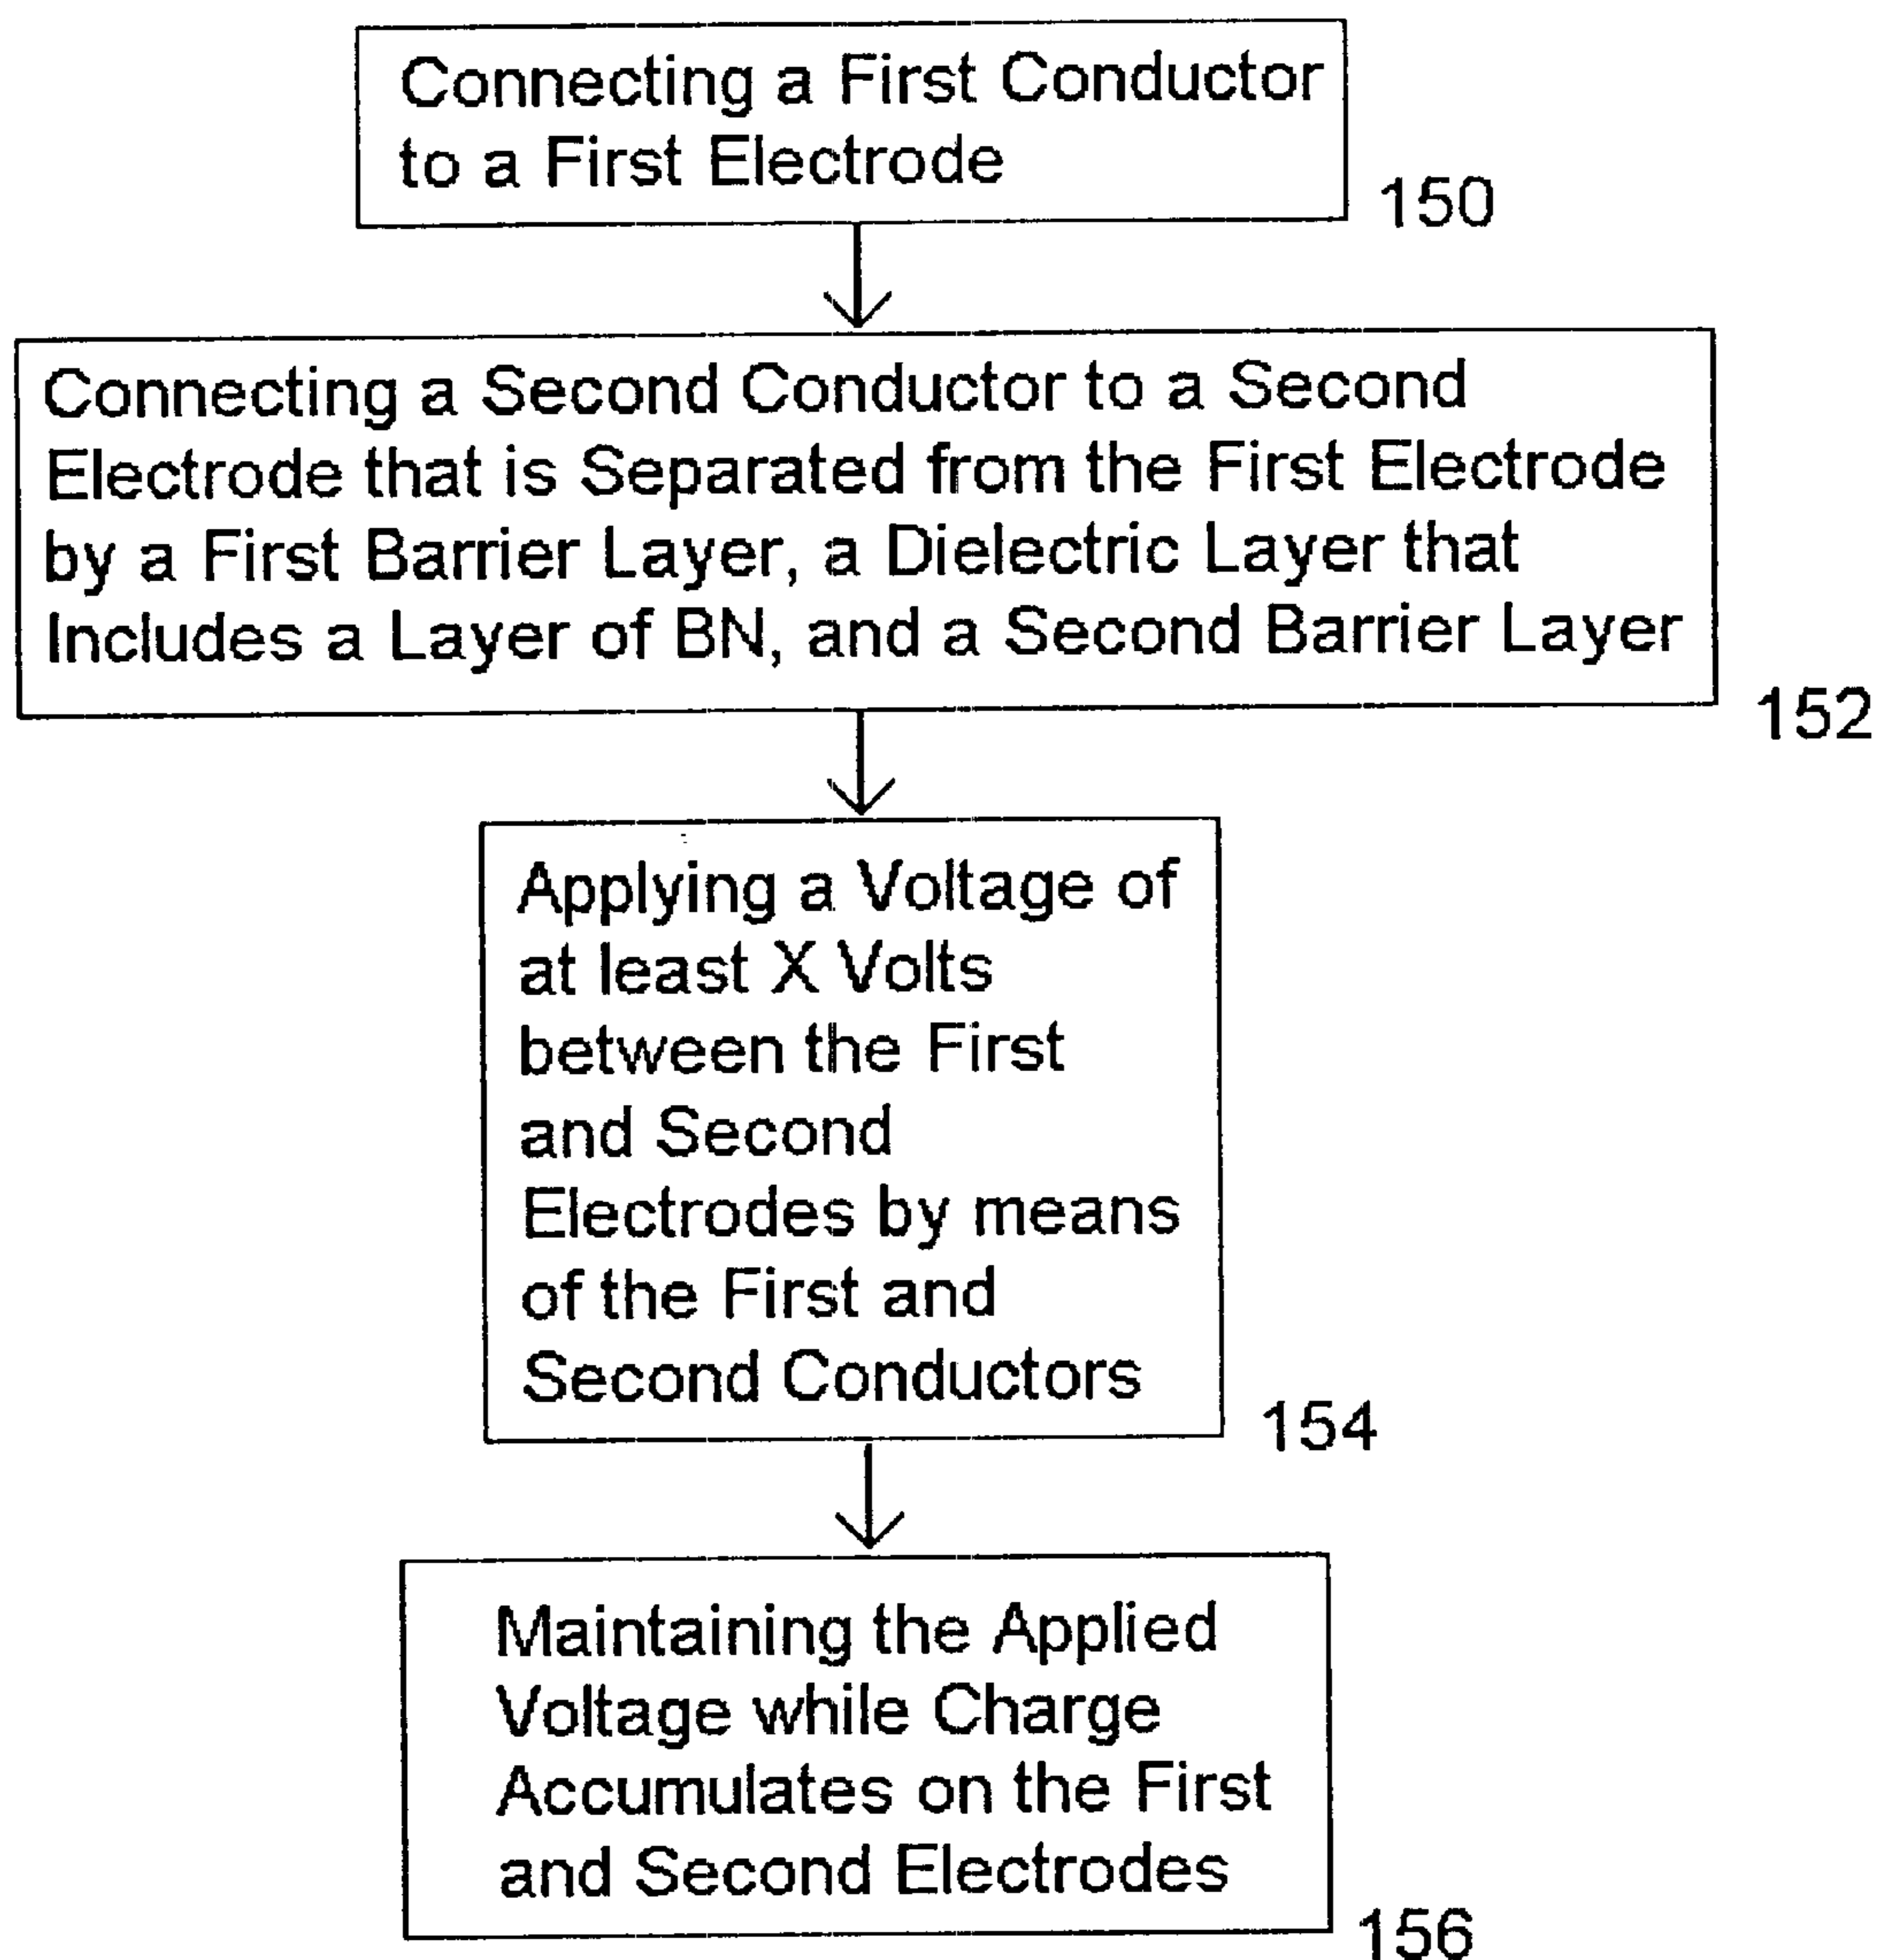 Connecting a First Conductor
to a First Electrode
150
Connecting a Second Conductor to a Second
Electrode that is Separated from the First Electrode
by a First Barrier Layer, a Dielectric Layer that
Includes a Layer of BN, and a Second Barrier Layer
152
Applying a Voltage of
at least X Volts
between the First
and Second
Electrodes by means
of the First and
Second Conductors
154
Maintaining the Applied
Voltage while Charge
Accumulates on the First
and Second Electrodes
156